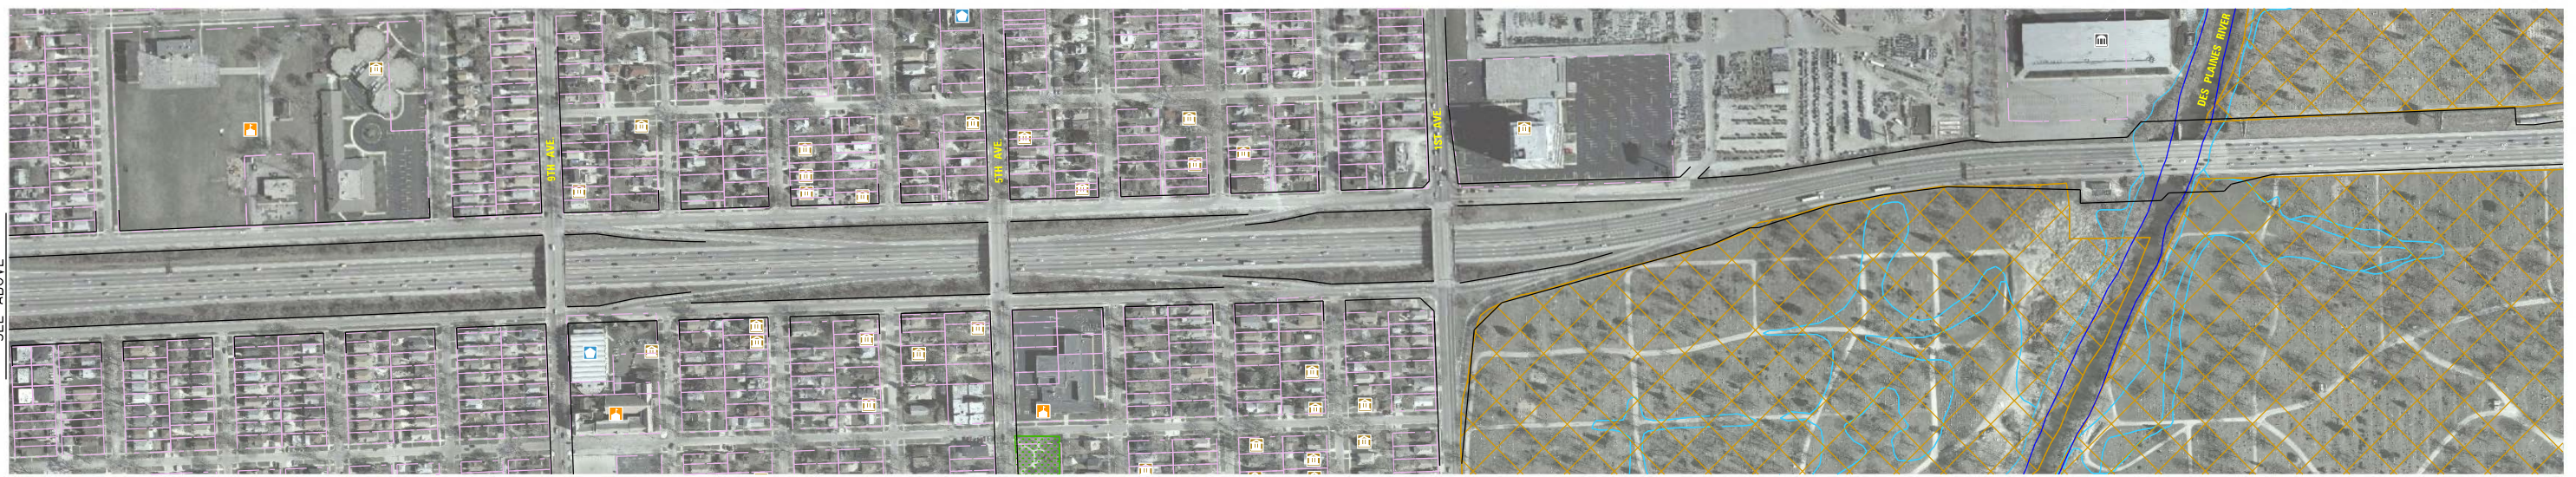 9TH AVE.
5TH AVE.
1ST AVE.
DES PLAINES RIVER
SEE ABOVE